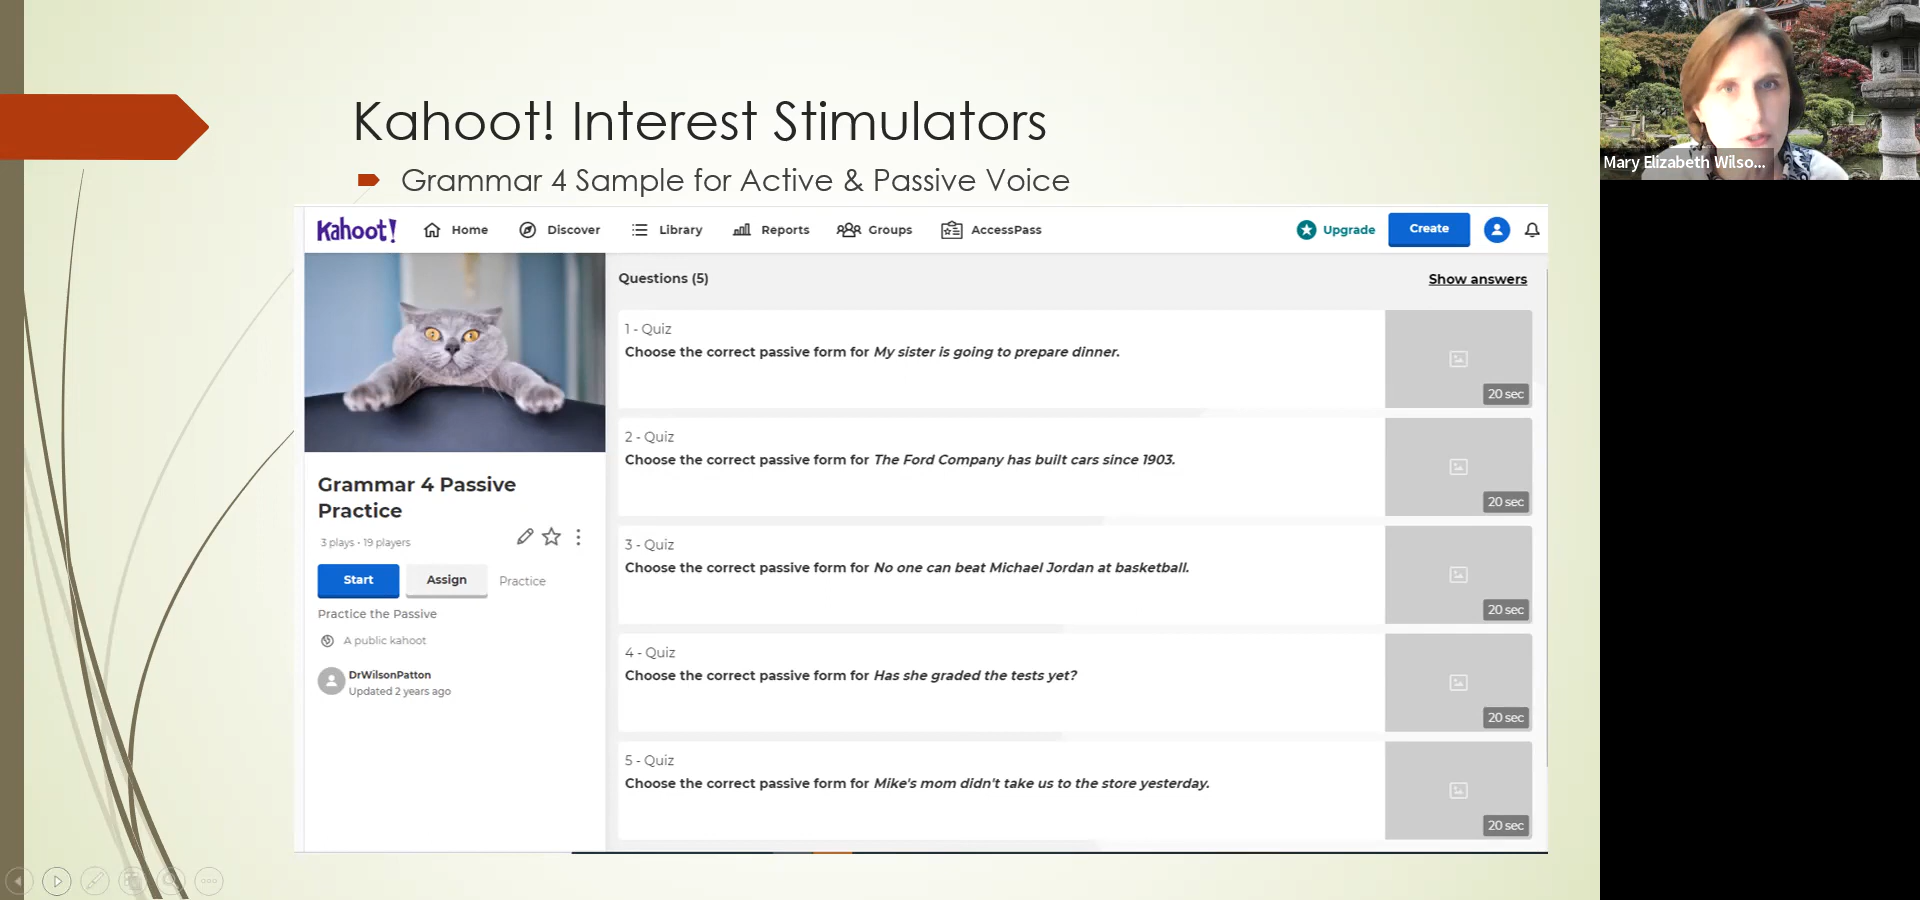 Kahoot! Interest Stimulators
Grammar 4 Sample for Active & Passive Voice
Kahoot!
Home
Discover
Library
Reports
Groups
AccessPass
Upgrade
Create
Grammar 4 Passive
Practice
3 plays • 19 players
Start
Assign
Practice
Practice the Passive
A public kahoot
DrWilsonPatton
Updated 2 years ago
Questions (5)
Show answers
1 - Quiz
Choose the correct passive form for My sister is going to prepare dinner.
20 sec
2 - Quiz
Choose the correct passive form for The Ford Company has built cars since 1903.
20 sec
3 - Quiz
Choose the correct passive form for No one can beat Michael Jordan at basketball.
20 sec
4 - Quiz
Choose the correct passive form for Has she graded the tests yet?
20 sec
5 - Quiz
Choose the correct passive form for Mike's mom didn't take us to the store yesterday.
20 sec
Mary Elizabeth Wilso...